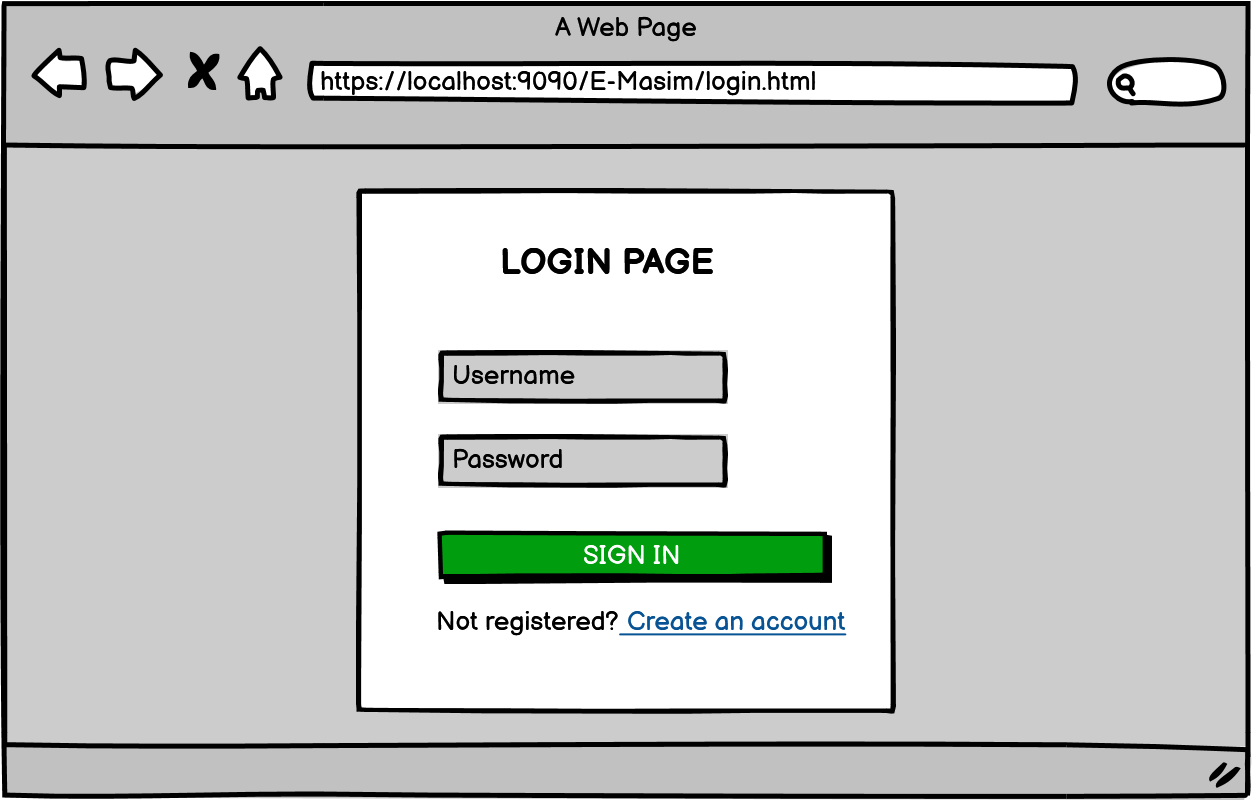 A Web Page
https://localhost:9090/E-Masim/login.html
LOGIN PAGE
Username
Password
SIGN IN
Not registered? Create an account